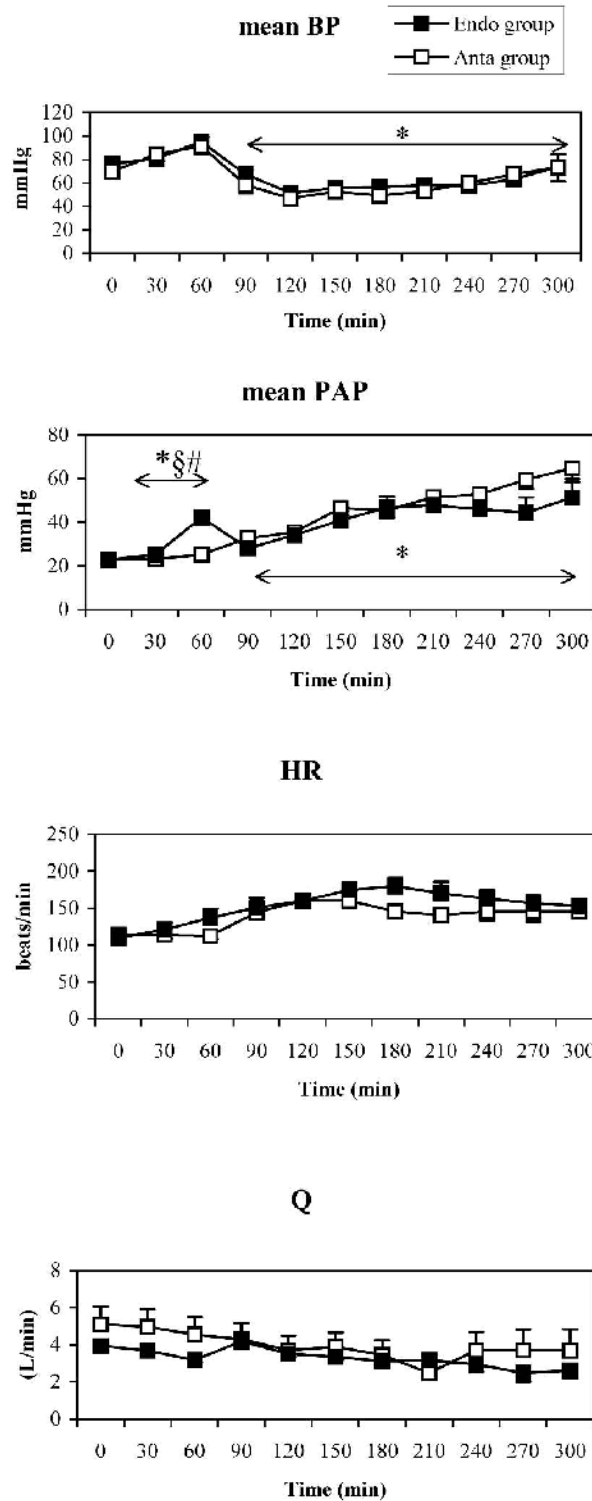 mean BP
Endo group
Anta group
120
100
80
60
40
20
0
mmHg
*
0 30 60 90 120 150 180 210 240 270 300
Time (min)
mean PAP
80
60
40
20
0
mmHg
*§#
*
0 30 60 90 120 150 180 210 240 270 300
Time (min)
HR
250
200
150
100
50
0
beats/min
0 30 60 90 120 150 180 210 240 270 300
Time (min)
Q
8
6
4
2
0
(L/min)
0 30 60 90 120 150 180 210 240 270 300
Time (min)